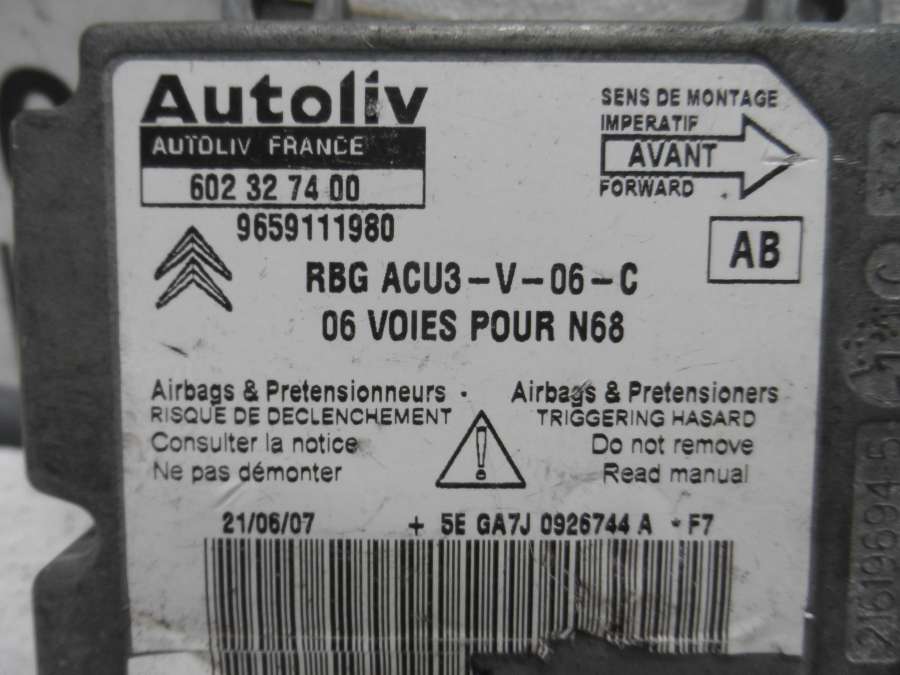 Autoliv
AUTOLIV FRANCE
602 32 74 00
9659111980
SENS DE MONTAGE
IMPERATIF
AVANT
FORWARD
AB
RBG ACU3-V-06-C
06 VOIES POUR N68
Airbags & Pretensionneurs ·
RISQUE DE DECLENCHEMENT
Consulter la notice
Ne pas démonter
Airbags & Pretensioners
TRIGGERING HASARD
Do not remove
Read manual
!
21/06/07 + 5E GA7J 0926744 A *F7